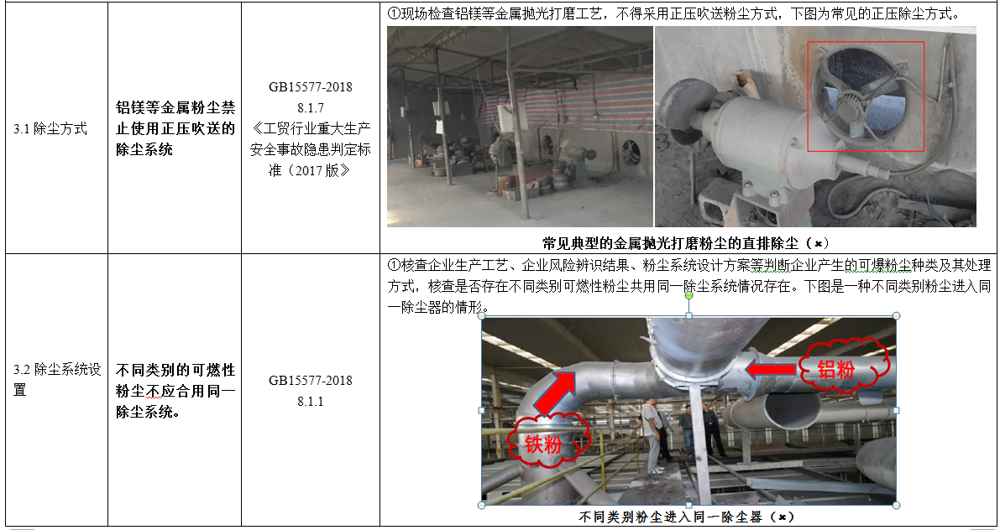 3.1 除尘方式
铝镁等金属粉尘禁
止使用正压吹送的
除尘系统
GB15577-2018
8.1.7
《工贸行业重大生产
安全事故隐患判定标
准（2017 版》
①现场检查铝镁等金属抛光打磨工艺，不得采用正压吹送粉尘方式，下图为常见的正压除尘方式。
常见典型的金属抛光打磨粉尘的直排除尘（✖）
3.2 除尘系统设
置
不同类别的可燃性
粉尘不应合用同一
除尘系统。
GB15577-2018
8.1.1
①核查企业生产工艺、企业风险辨识结果、粉尘系统设计方案等判断企业产生的可爆粉尘种类及其处理
方式，核查是否存在不同类别可燃性粉尘共用同一除尘系统情况存在。下图是一种不同类别粉尘进入同
一除尘器的情形。
铝粉
铁粉
不同类别粉尘进入同一除尘器（✖）